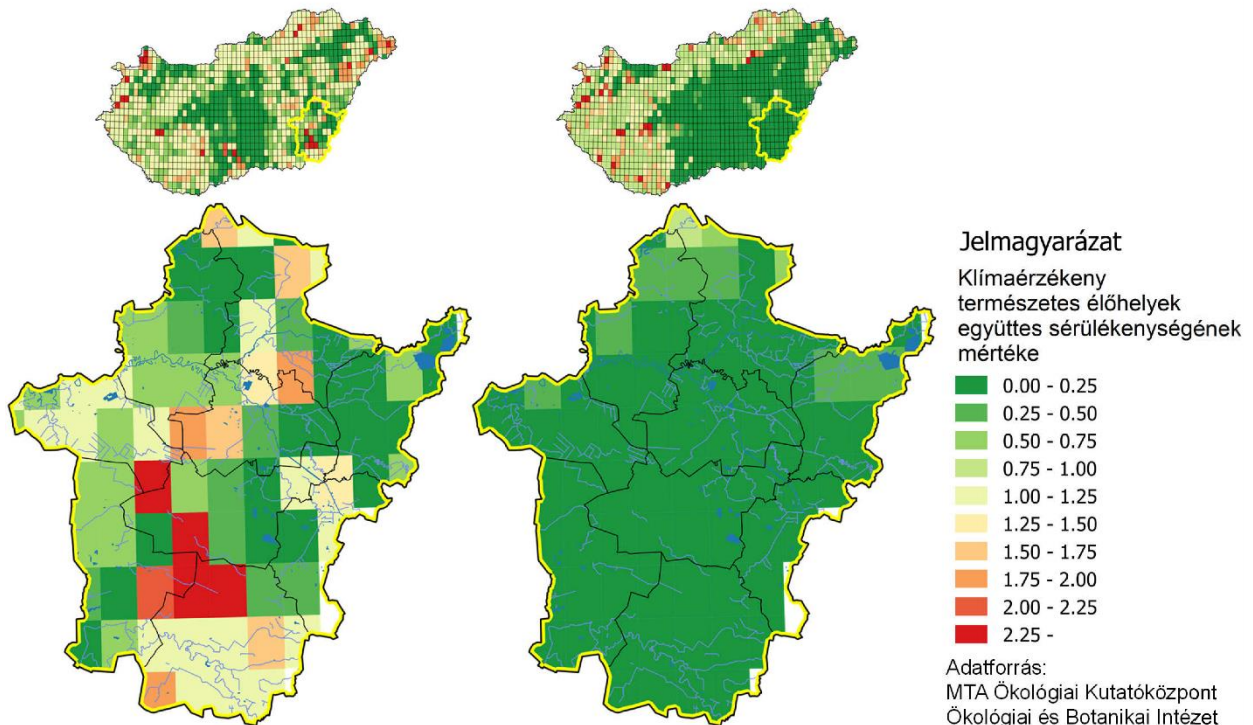 Jelmagyarázat
Klímaérzékeny
természetes élőhelyek
együttes sérülékenységének
mértéke
0.00 - 0.25
0.25 - 0.50
0.50 - 0.75
0.75 - 1.00
1.00 - 1.25
1.25 - 1.50
1.50 - 1.75
1.75 - 2.00
2.00 - 2.25
2.25 -
Adatforrás:
MTA Ökológiai Kutatóközpont
Ökológiai és Botanikai Intézet